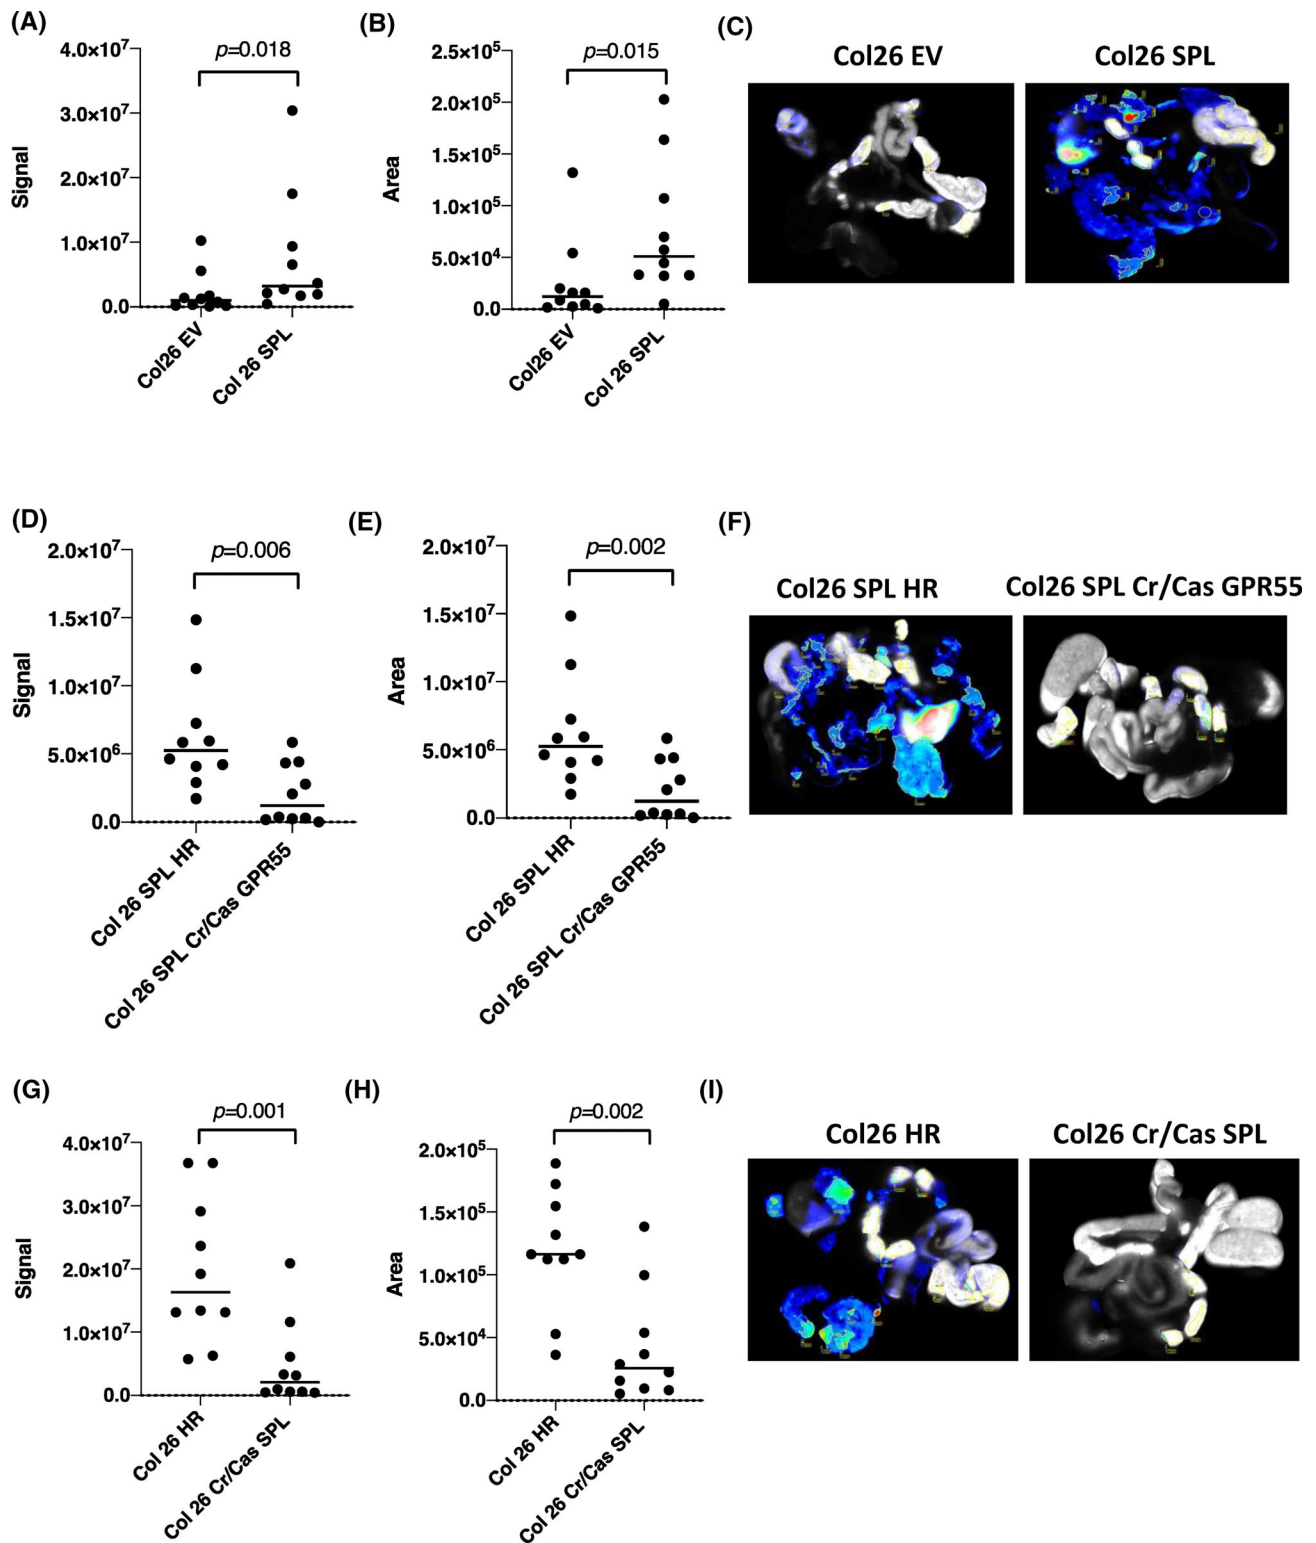 (A)
4.0×10⁷
3.0×10⁷
2.0×10⁷
1.0×10⁷
0.0
Signal
p=0.018
Col26 EV
Col 26 SPL
(B)
2.5×10⁵
2.0×10⁵
1.5×10⁵
1.0×10⁵
5.0×10⁴
0.0
Area
p=0.015
Col26 EV
Col 26 SPL
(C)
Col26 EV
Col26 SPL
(D)
2.0×10⁷
1.5×10⁷
1.0×10⁷
5.0×10⁶
0.0
Signal
p=0.006
Col 26 SPL HR
Col 26 SPL Cr/Cas GPR55
(E)
2.0×10⁷
1.5×10⁷
1.0×10⁷
5.0×10⁶
0.0
Area
p=0.002
Col 26 SPL HR
Col 26 SPL Cr/Cas GPR55
(F)
Col26 SPL HR
Col26 SPL Cr/Cas GPR55
(G)
4.0×10⁷
3.0×10⁷
2.0×10⁷
1.0×10⁷
0.0
Signal
p=0.001
Col 26 HR
Col 26 Cr/Cas SPL
(H)
2.0×10⁵
1.5×10⁵
1.0×10⁵
5.0×10⁴
0.0
Area
p=0.002
Col 26 HR
Col 26 Cr/Cas SPL
(I)
Col26 HR
Col26 Cr/Cas SPL